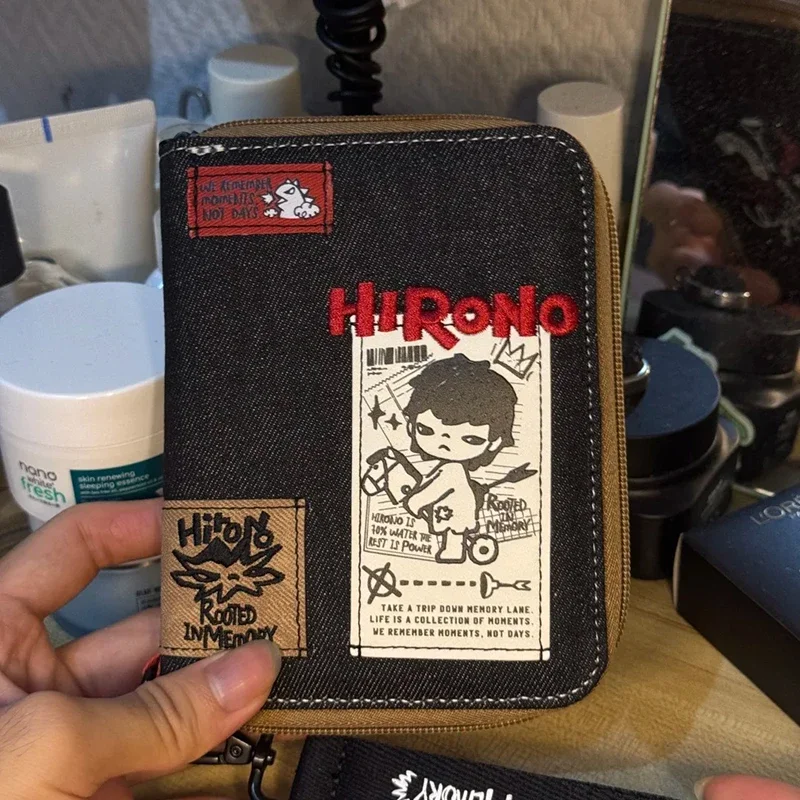 WE REMEMBER
MOMENTS,
NOT DAYS
HIRONO
HIRONO IS
70% WATER THE
REST IS POWER
ROOTED
IN
MEMORY
TAKE A TRIP DOWN MEMORY LANE.
LIFE IS A COLLECTION OF MOMENTS.
WE REMEMBER MOMENTS, NOT DAYS.
HIRONO
ROOTED
IN MEMORY
nano
white
fresh
skin renewing
sleeping essence
L'OR